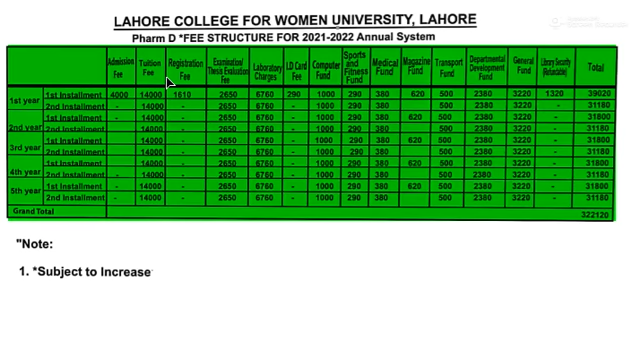 LAHORE COLLEGE FOR WOMEN UNIVERSITY, LAHORE
Pharm D *FEE STRUCTURE FOR 2021-2022 Annual System
Admission Fee Tuition Fee Registration Fee Examination/ Thesis Evaluation Fee Laboratory Charges I.D Card Fee Computer Fund Sports and Fitness Fund Medical Fund Magazine Fund Transport Fund Departmental Development Fund General Fund Library Security (Refundable) Total
1st year 1st Installment 4000 14000 1610 2650 6760 290 1000 290 380 620 500 2380 3220 1320 39020
2nd installment - 14000 - 2650 6760 - 1000 290 380 500 2380 3220 - 31180
2nd year 1st Installment - 14000 - 2650 6760 - 1000 290 380 620 500 2380 3220 - 31800
2nd installment 14000 - 2650 6760 - 1000 290 380 500 2380 3220 - 31180
3rd year 1st Installment - 14000 - 2650 6760 - 1000 290 380 620 500 2380 3220 - 31800
2nd installment - 14000 - 2650 6760 - 1000 290 380 500 2380 3220 - 31180
4th year 1st Installment 14000 - 2650 6760 - 1000 290 380 620 500 2380 3220 - 31800
2nd installment - 14000 - 2650 6760 - 1000 290 380 500 2380 3220 - 31180
5th year 1st Installment - 14000 - 2650 6760 - 1000 290 380 620 500 2380 3220 - 31800
2nd installment - 14000 - 2650 6760 - 1000 290 380 500 2380 3220 - 31180
Grand Total 322120
"Note:
1. *Subject to Increase